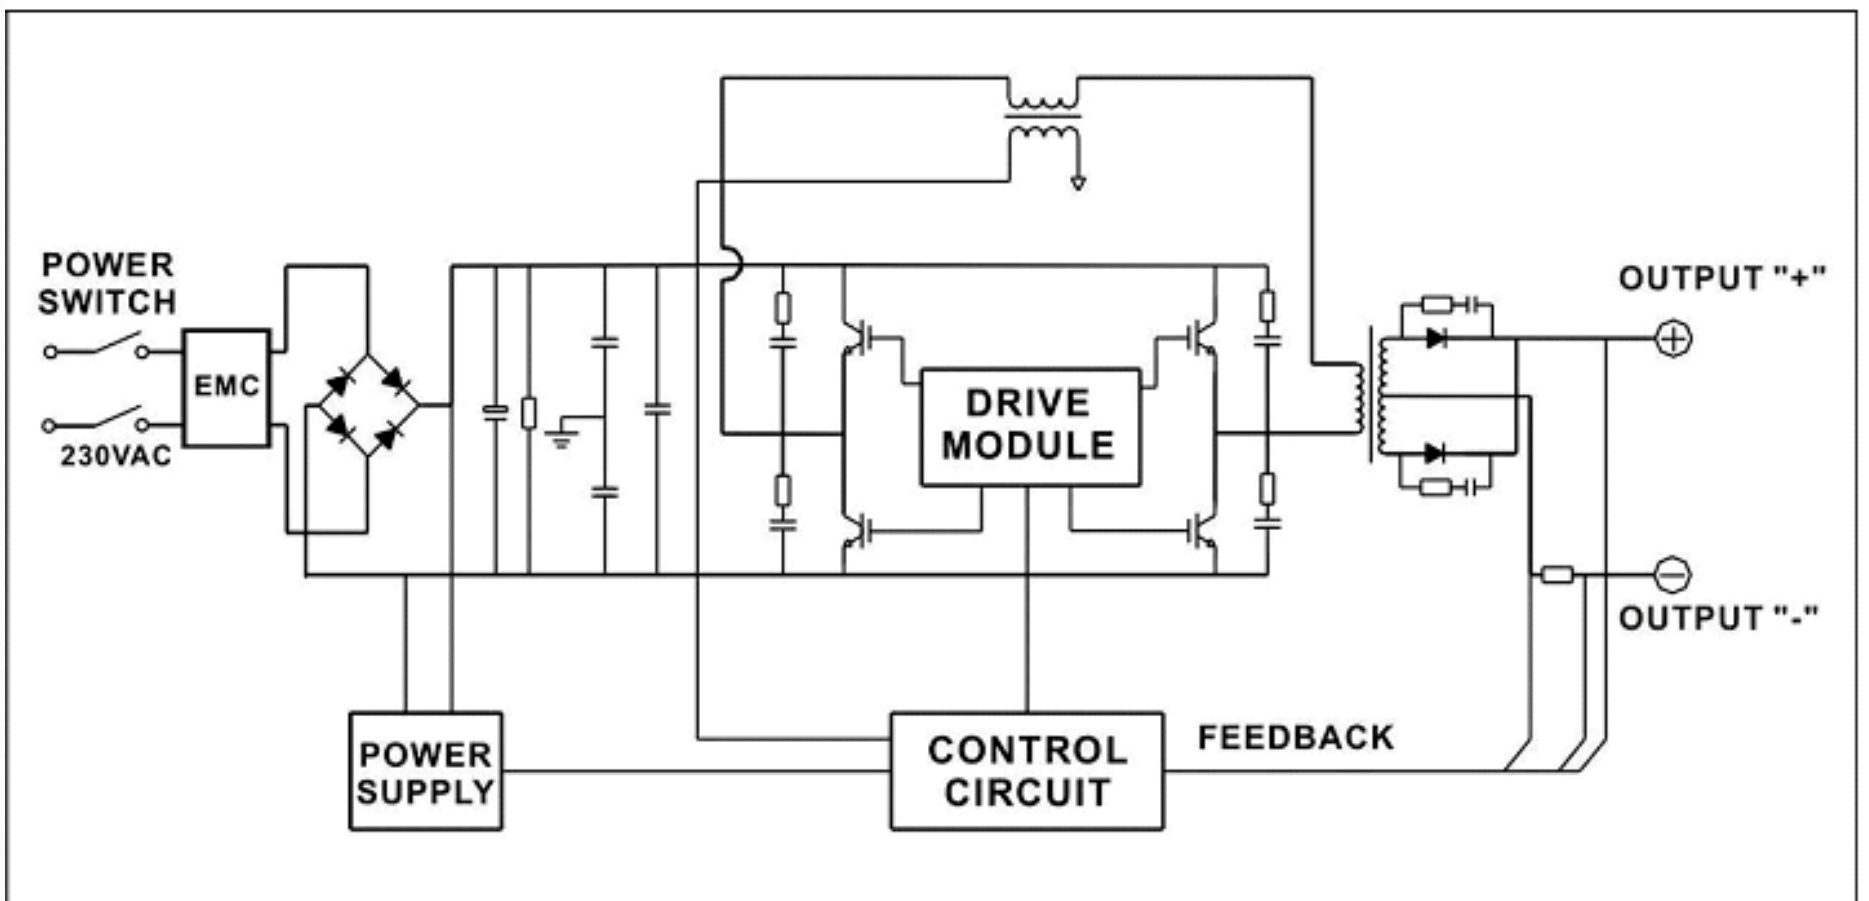 POWER
SWITCH
EMC
230VAC
DRIVE
MODULE
OUTPUT "+"
OUTPUT "-"
POWER
SUPPLY
CONTROL
CIRCUIT
FEEDBACK